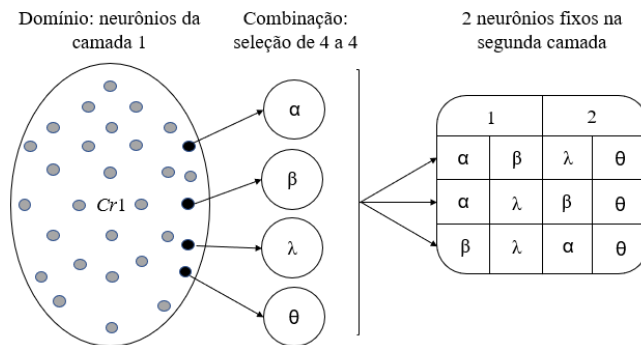 Domínio: neurônios da
camada 1
Combinação:
seleção de 4 a 4
2 neurônios fixos na
segunda camada
Cr1
α
β
λ
θ
1 2
α β λ θ
α λ β θ
β λ α θ